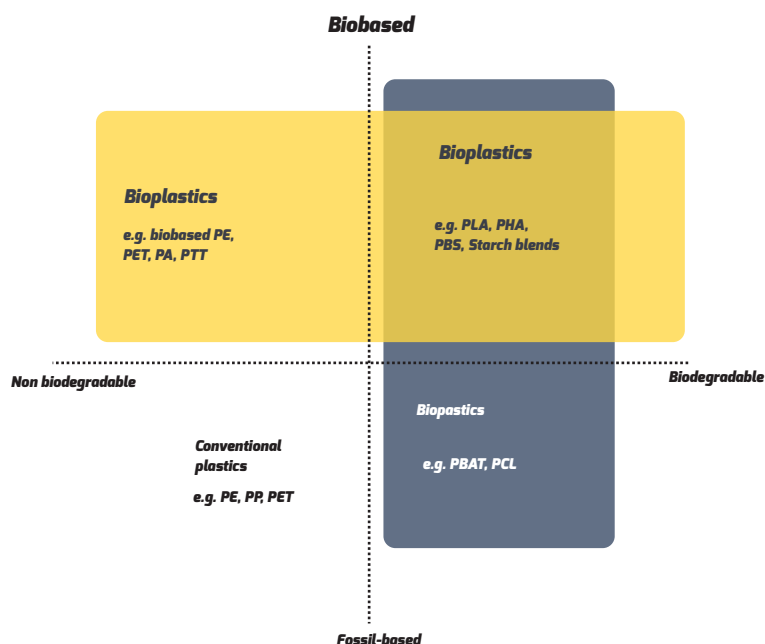 Biobased
Bioplastics
Bioplastics
e.g. PLA, PHA,
PBS, Starch blends
e.g. biobased PE,
PET, PA, PTT
Non biodegradable
Biodegradable
Biopastics
e.g. PBAT, PCL
Conventional
plastics
e.g. PE, PP, PET
Fossil-based